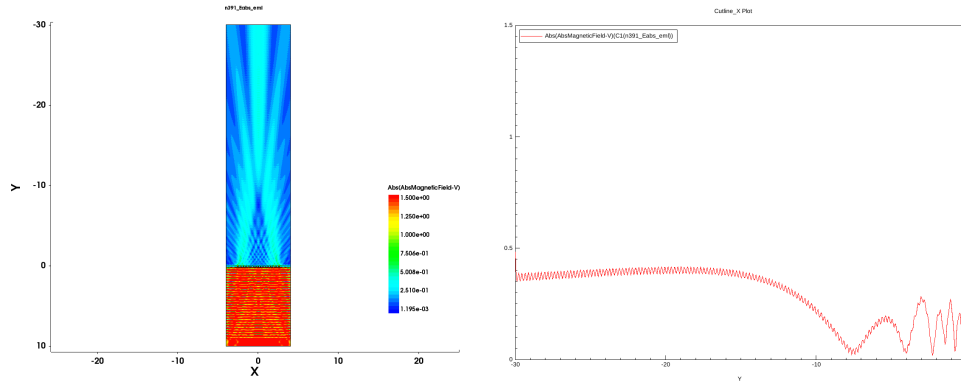 n391_Eabs_eml
-30
-20
-10
0
10
Y
-20
-10
0
10
20
X
Abs(AbsMagneticField-V)
1.500e+00
1.250e+00
1.000e+00
7.506e-01
5.008e-01
2.510e-01
1.195e-03
Cutline_X Plot
Abs(AbsMagneticField-V)(C1(n391_Eabs_eml))
1.5
1
0.5
0
-30
-20
-10
Y